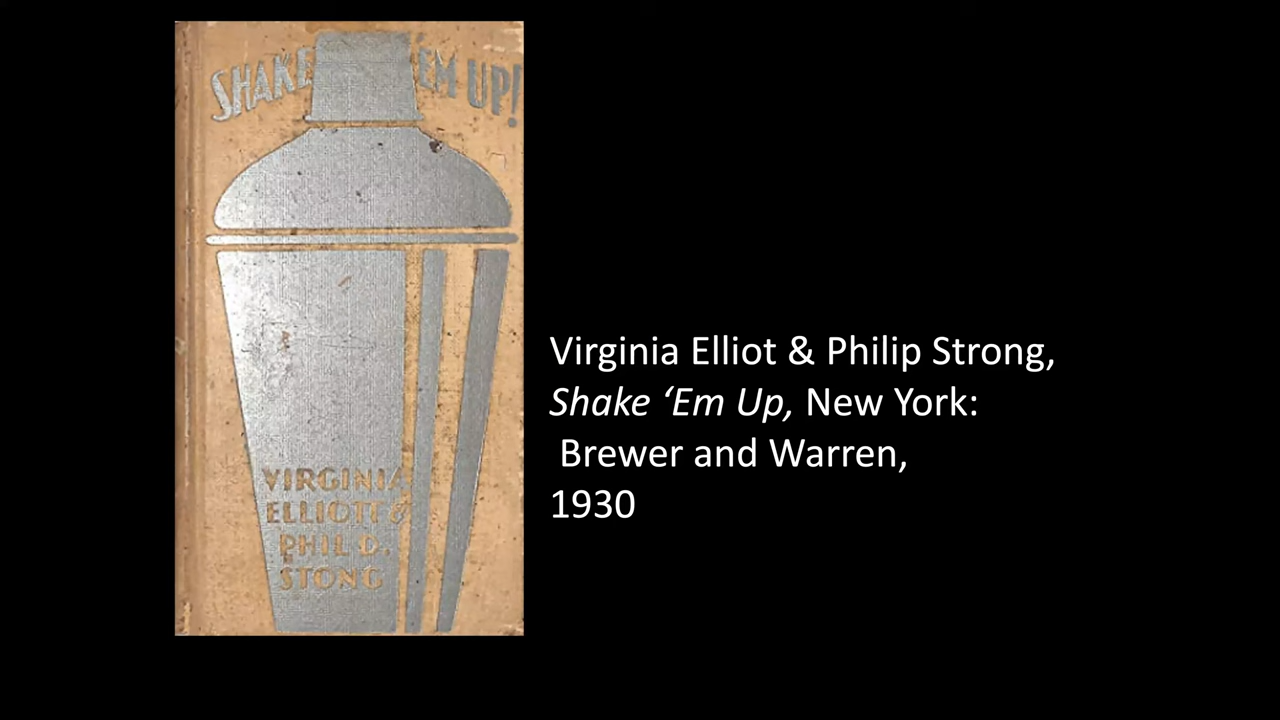 SHAKE 'EM UP!
VIRGINIA
ELLIOTT &
PHIL D.
STONG
Virginia Elliot & Philip Strong,
Shake ‘Em Up, New York:
Brewer and Warren,
1930